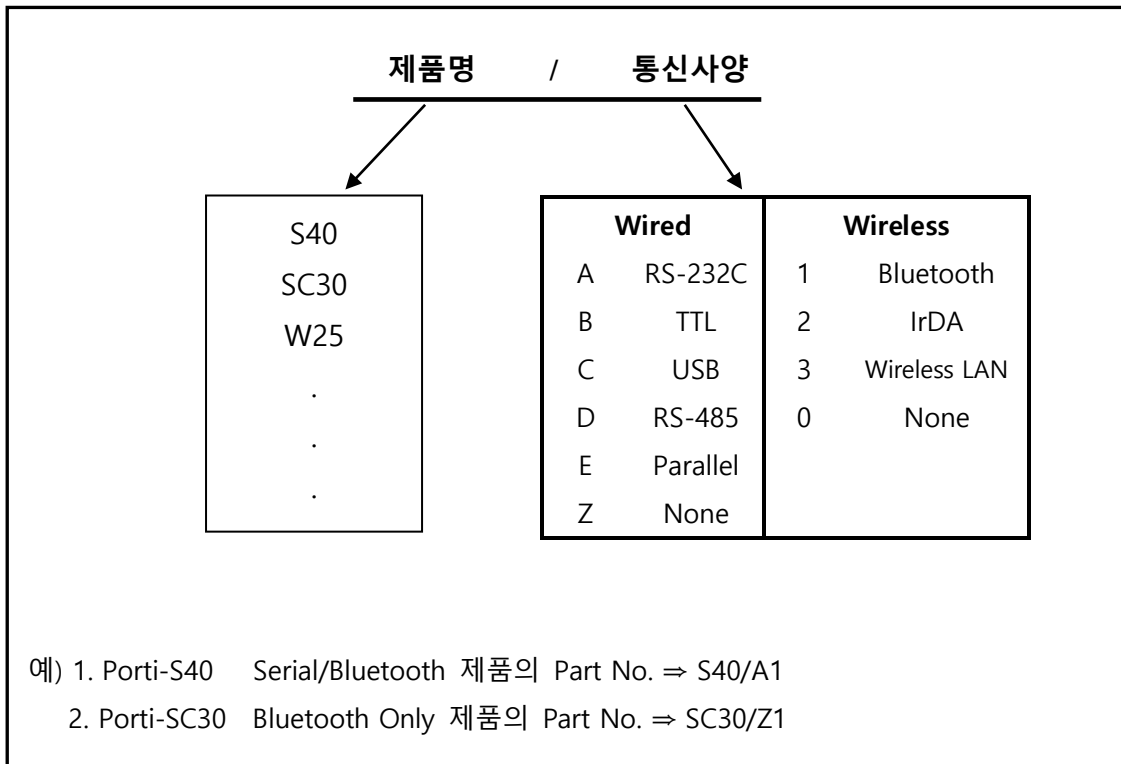 제품명 / 통신사양
S40
SC30
W25
.
.
.
Wired Wireless
A RS-232C 1 Bluetooth
B TTL 2 IrDA
C USB 3 Wireless LAN
D RS-485 0 None
E Parallel
Z None
예) 1. Porti-S40 Serial/Bluetooth 제품의 Part No. ⇒ S40/A1
2. Porti-SC30 Bluetooth Only 제품의 Part No. ⇒ SC30/Z1